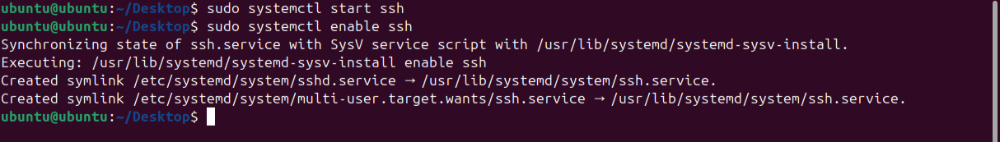 ubuntu@ubuntu:~/Desktop$ sudo systemctl start ssh
ubuntu@ubuntu:~/Desktop$ sudo systemctl enable ssh
Synchronizing state of ssh.service with SysV service script with /usr/lib/systemd/systemd-sysv-install.
Executing: /usr/lib/systemd/systemd-sysv-install enable ssh
Created symlink /etc/systemd/system/sshd.service → /usr/lib/systemd/system/ssh.service.
Created symlink /etc/systemd/system/multi-user.target.wants/ssh.service → /usr/lib/systemd/system/ssh.service.
ubuntu@ubuntu:~/Desktop$